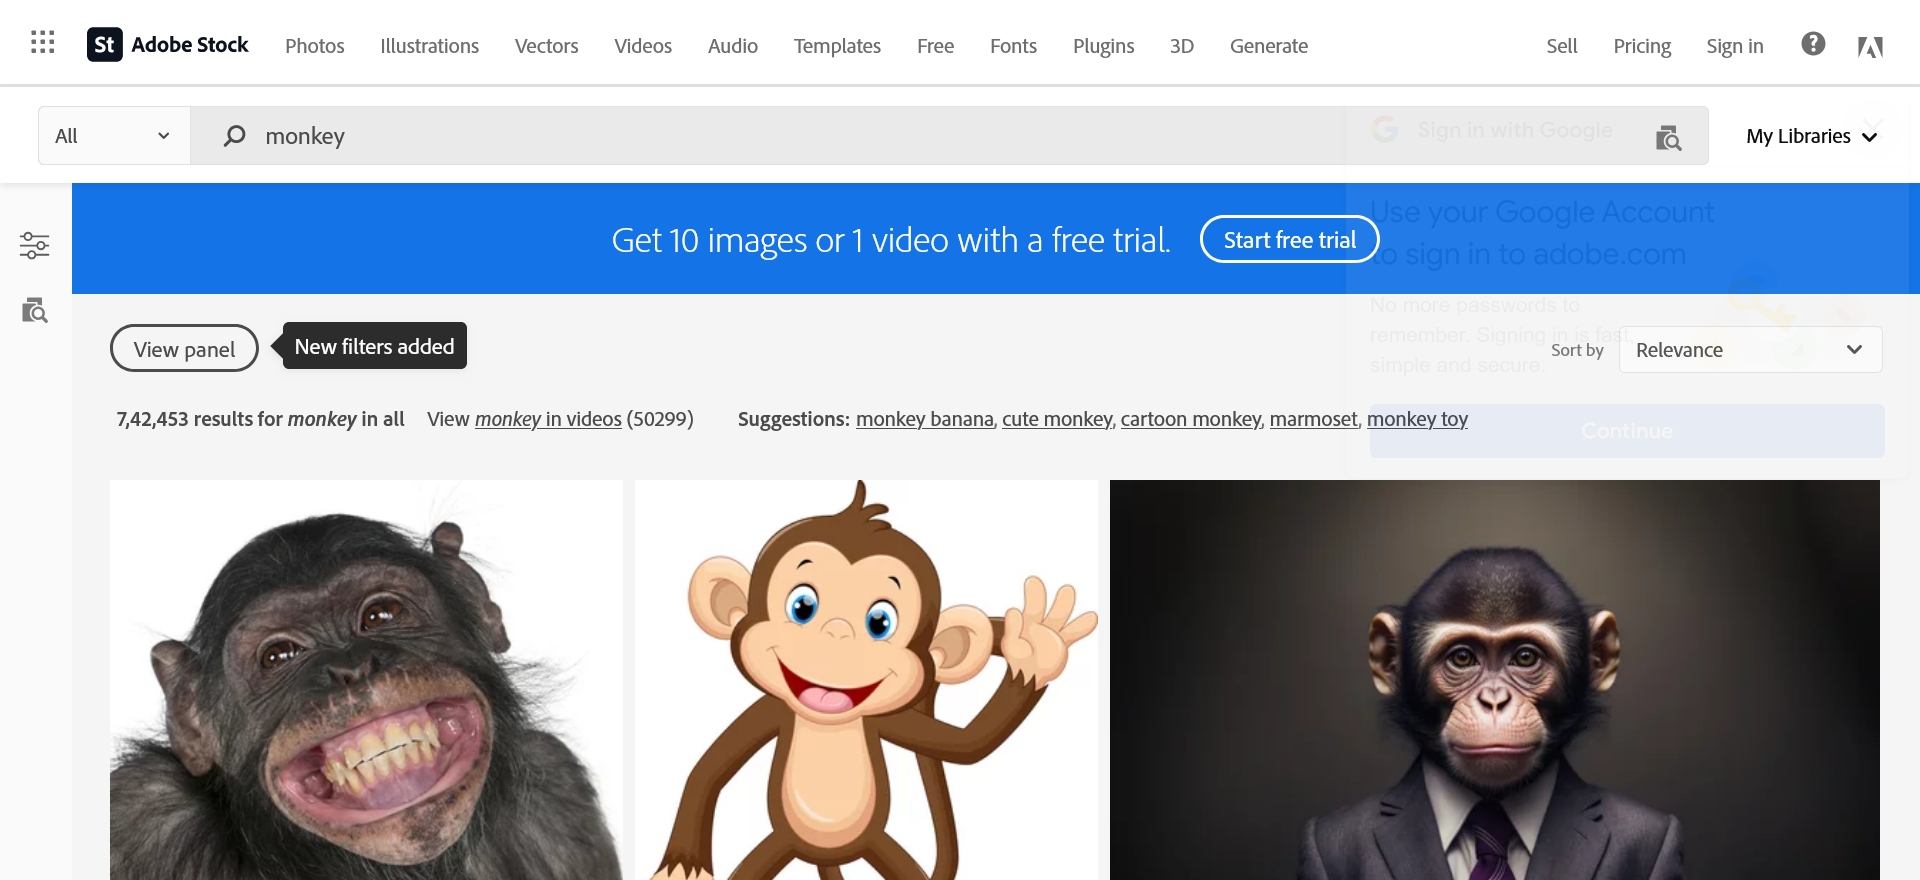 St Adobe Stock Photos Illustrations Vectors Videos Audio Templates Free Fonts Plugins 3D Generate Sell Pricing Sign in ?
All monkey My Libraries
Sign in with Google
Get 10 images or 1 video with a free trial. Start free trial
Use your Google Account
to sign in to adobe.com
No more passwords to
remember. Signing in is fast,
simple and secure.
View panel New filters added Sort by Relevance
7,42,453 results for monkey in all View monkey in videos (50299) Suggestions: monkey banana, cute monkey, cartoon monkey, marmoset, monkey toy
Continue